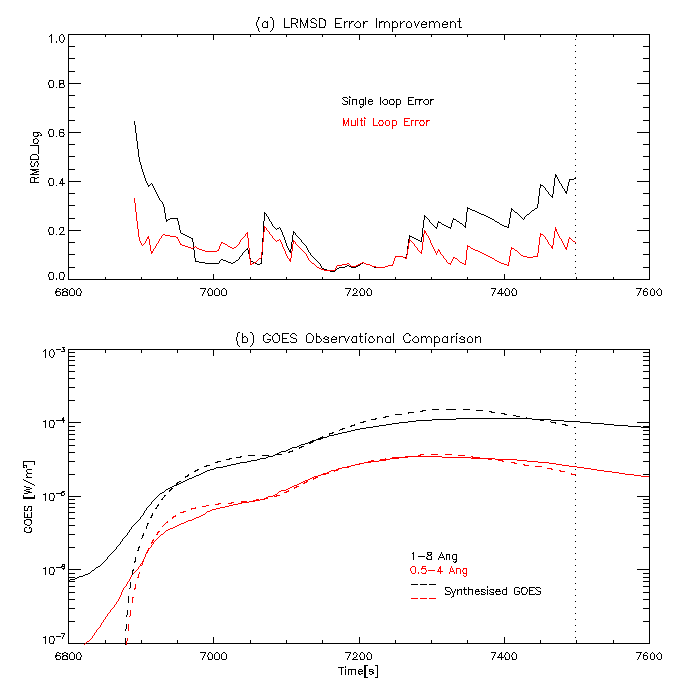 (a) LRMSD Error Improvement
1.0
0.8
0.6
0.4
0.2
0.0
RMSD_log
Single loop Error
Multi Loop Error
6800
7000
7200
7400
7600
(b) GOES Observational Comparison
10⁻³
10⁻⁴
10⁻⁵
10⁻⁶
10⁻⁷
GOES [W/m²]
1-8 Ang
0.5-4 Ang
Synthesised GOES
6800
7000
7200
7400
7600
Time[s]